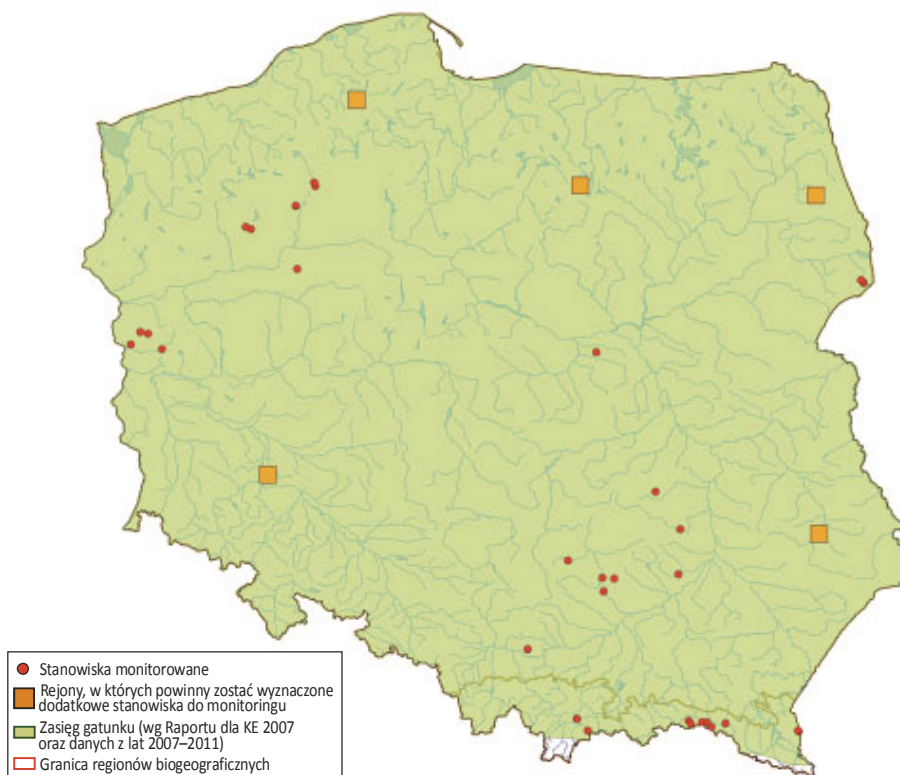 Stanowiska monitorowane
Rejony, w których powinny zostać wyznaczone
dodatkowe stanowiska do monitoringu
Zasięg gatunku (wg Raportu dla KE 2007
oraz danych z lat 2007–2011)
Granica regionów biogeograficznych